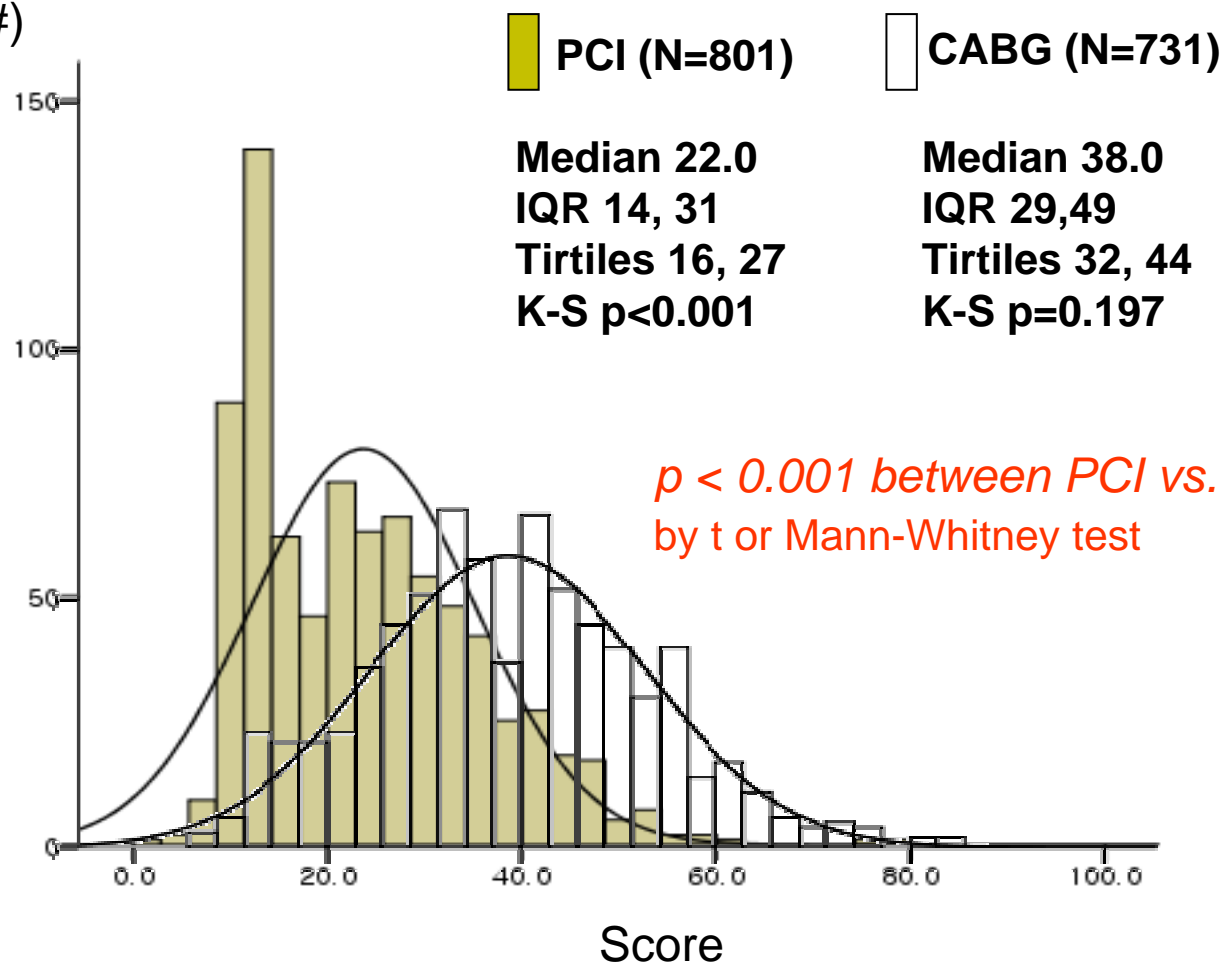 #)
PCI (N=801)
CABG (N=731)
Median 22.0
IQR 14, 31
Tirtiles 16, 27
K-S p<0.001
Median 38.0
IQR 29,49
Tirtiles 32, 44
K-S p=0.197
p < 0.001 between PCI vs.
by t or Mann-Whitney test
150
100
50
0
0.0 20.0 40.0 60.0 80.0 100.0
Score